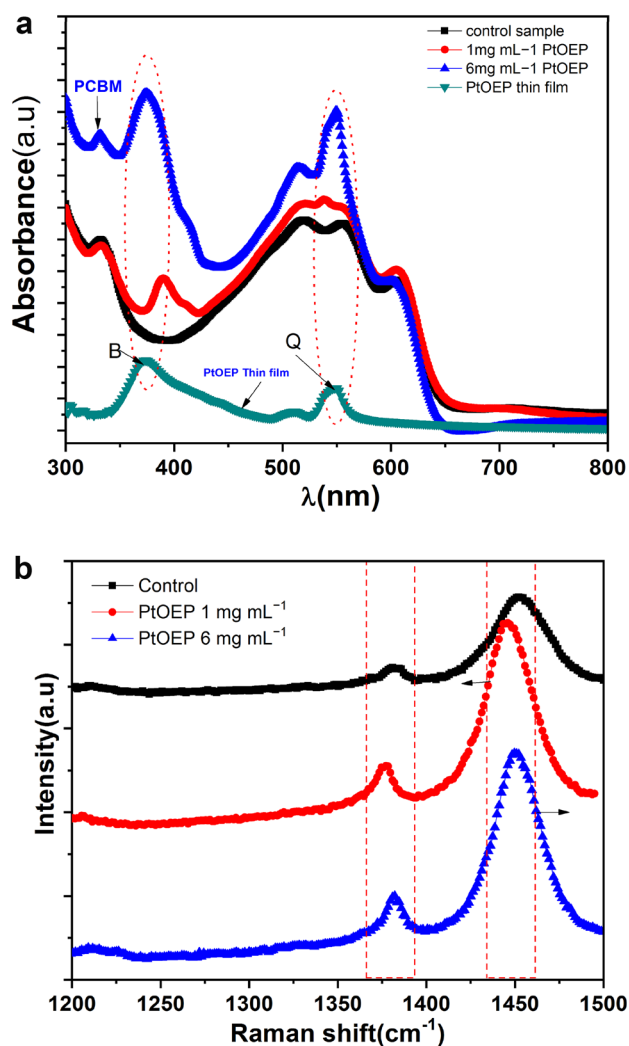 a
control sample
1mg mL−1 PtOEP
6mg mL−1 PtOEP
PtOEP thin film
PCBM
Absorbance(a.u)
B
PtOEP Thin film
Q
300 400 500 600 700 800
λ(nm)
b
Control
PtOEP 1 mg mL⁻¹
PtOEP 6 mg mL⁻¹
Intensity(a.u)
1200 1250 1300 1350 1400 1450 1500
Raman shift(cm⁻¹)